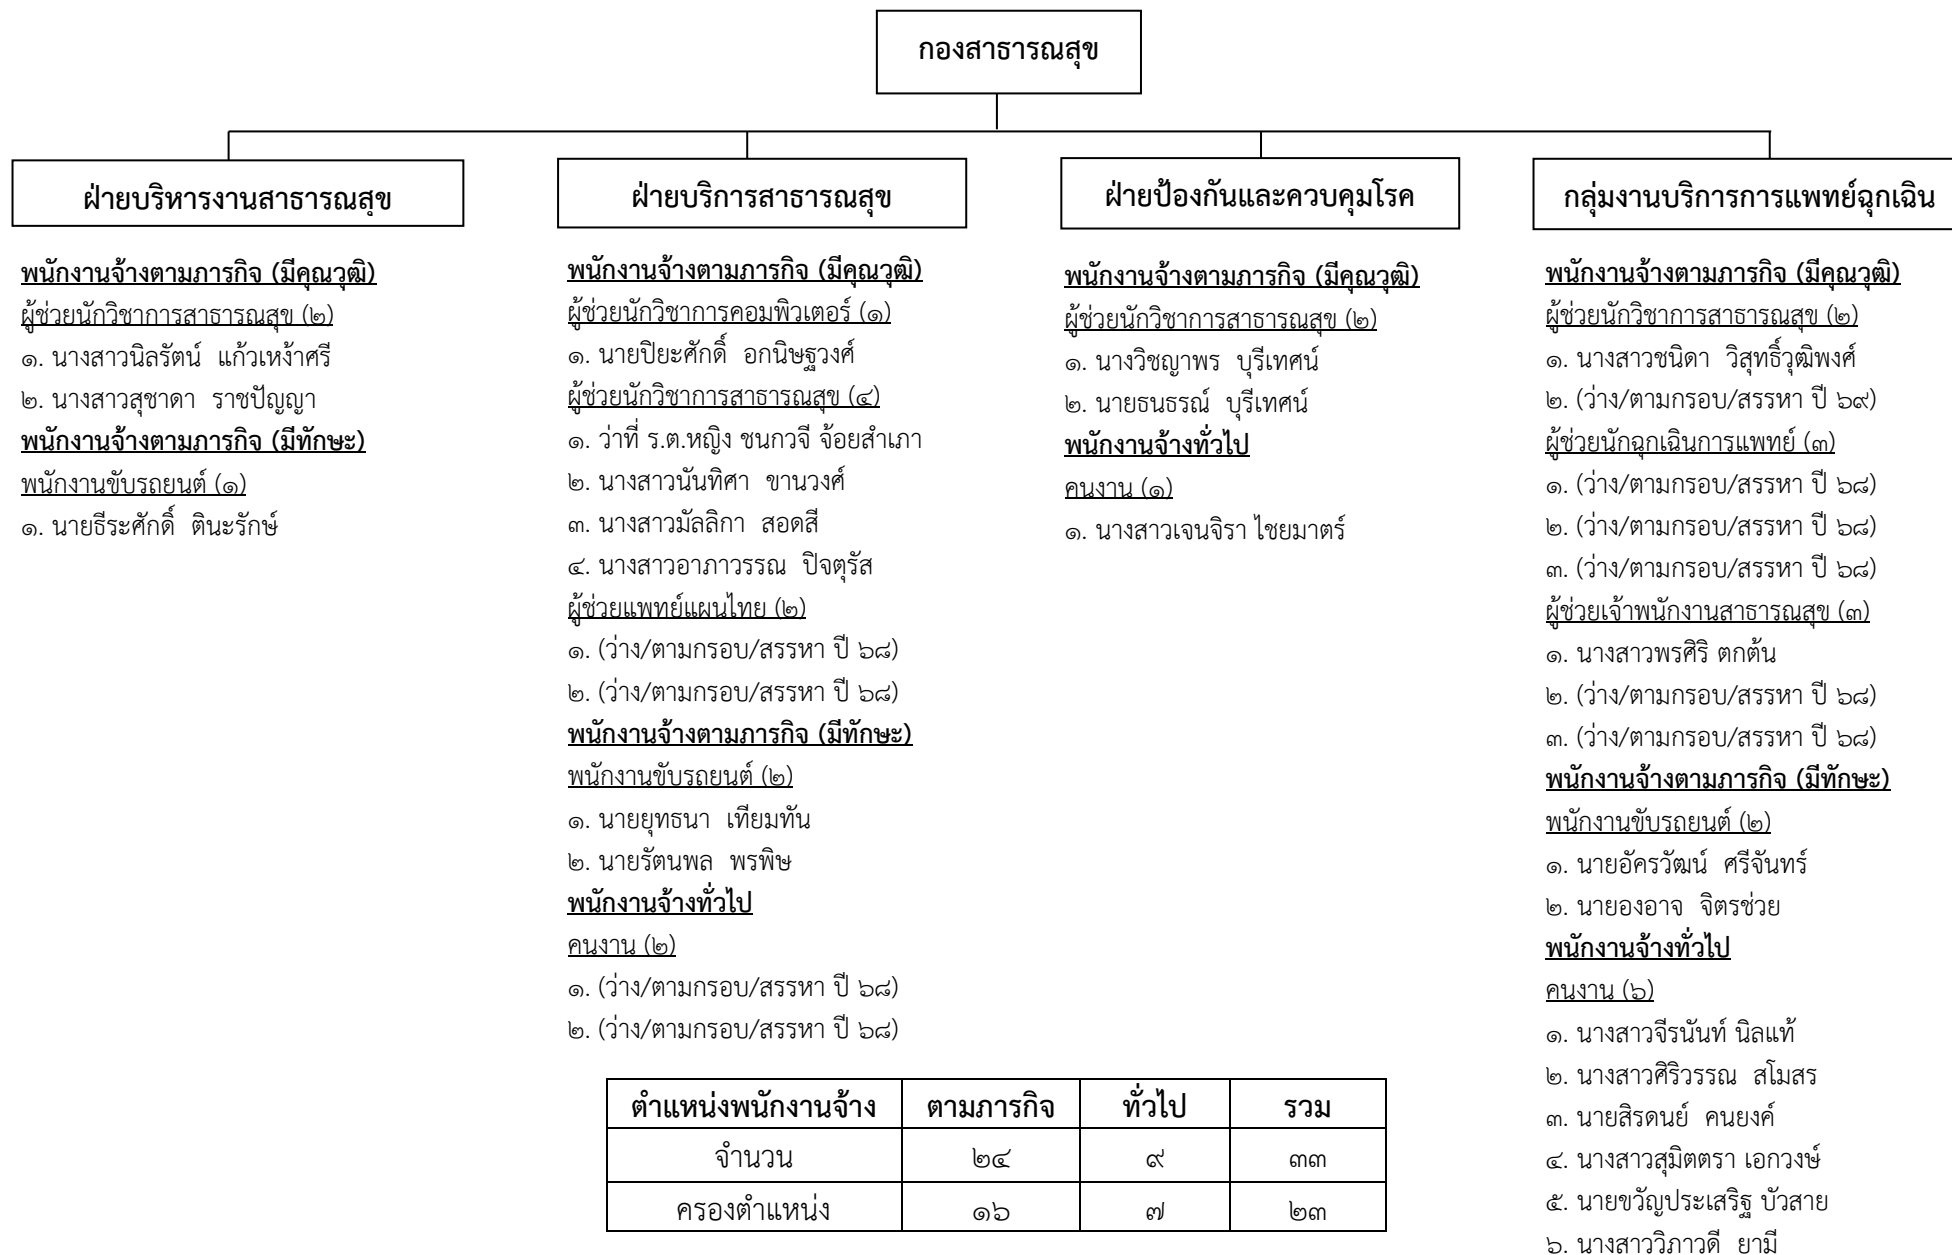 กองสาธารณสุข
ฝ่ายบริหารงานสาธารณสุข
พนักงานจ้างตามภารกิจ (มีคุณวุฒิ)
ผู้ช่วยนักวิชาการสาธารณสุข (๒)
๑. นางสาวนิลรัตน์ แก้วเหง้าศรี
๒. นางสาวสุชาดา ราชปัญญา
พนักงานจ้างตามภารกิจ (มีทักษะ)
พนักงานขับรถยนต์ (๑)
๑. นายธีระศักดิ์ ตินะรักษ์
ฝ่ายบริการสาธารณสุข
พนักงานจ้างตามภารกิจ (มีคุณวุฒิ)
ผู้ช่วยนักวิชาการคอมพิวเตอร์ (๑)
๑. นายปิยะศักดิ์ อกนิษฐวงศ์
ผู้ช่วยนักวิชาการสาธารณสุข (๔)
๑. ว่าที่ ร.ต.หญิง ชนกวจี จ้อยสำเภา
๒. นางสาวนันทิศา ขานวงศ์
๓. นางสาวมัลลิกา สอดสี
๔. นางสาวอาภาวรรณ ปิจตุรัส
ผู้ช่วยแพทย์แผนไทย (๒)
๑. (ว่าง/ตามกรอบ/สรรหา ปี ๖๘)
๒. (ว่าง/ตามกรอบ/สรรหา ปี ๖๘)
พนักงานจ้างตามภารกิจ (มีทักษะ)
พนักงานขับรถยนต์ (๒)
๑. นายยุทธนา เทียมทัน
๒. นายรัตนพล พรพิษ
พนักงานจ้างทั่วไป
คนงาน (๒)
๑. (ว่าง/ตามกรอบ/สรรหา ปี ๖๘)
๒. (ว่าง/ตามกรอบ/สรรหา ปี ๖๘)
ฝ่ายป้องกันและควบคุมโรค
พนักงานจ้างตามภารกิจ (มีคุณวุฒิ)
ผู้ช่วยนักวิชาการสาธารณสุข (๒)
๑. นางวิชญาพร บุรีเทศน์
๒. นายธนธรณ์ บุรีเทศน์
พนักงานจ้างทั่วไป
คนงาน (๑)
๑. นางสาวเจนจิรา ไชยมาตร์
กลุ่มงานบริการการแพทย์ฉุกเฉิน
พนักงานจ้างตามภารกิจ (มีคุณวุฒิ)
ผู้ช่วยนักวิชาการสาธารณสุข (๒)
๑. นางสาวชนิดา วิสุทธิ์วุฒิพงศ์
๒. (ว่าง/ตามกรอบ/สรรหา ปี ๖๙)
ผู้ช่วยนักฉุกเฉินการแพทย์ (๓)
๑. (ว่าง/ตามกรอบ/สรรหา ปี ๖๘)
๒. (ว่าง/ตามกรอบ/สรรหา ปี ๖๘)
๓. (ว่าง/ตามกรอบ/สรรหา ปี ๖๘)
ผู้ช่วยเจ้าพนักงานสาธารณสุข (๓)
๑. นางสาวพรศิริ ตกต้น
๒. (ว่าง/ตามกรอบ/สรรหา ปี ๖๘)
๓. (ว่าง/ตามกรอบ/สรรหา ปี ๖๘)
พนักงานจ้างตามภารกิจ (มีทักษะ)
พนักงานขับรถยนต์ (๒)
๑. นายอัครวัฒน์ ศรีจันทร์
๒. นายองอาจ จิตรช่วย
พนักงานจ้างทั่วไป
คนงาน (๖)
๑. นางสาวจีรนันท์ นิลแท้
๒. นางสาวศิริวรรณ สโมสร
๓. นายสิรดนย์ คนยงค์
๔. นางสาวสุมิตตรา เอกวงษ์
๕. นายขวัญประเสริฐ บัวสาย
๖. นางสาววิภาวดี ยามี
ตำแหน่งพนักงานจ้าง ตามภารกิจ ทั่วไป รวม
จำนวน ๒๔ ๙ ๓๓
ครองตำแหน่ง ๑๖ ๗ ๒๓